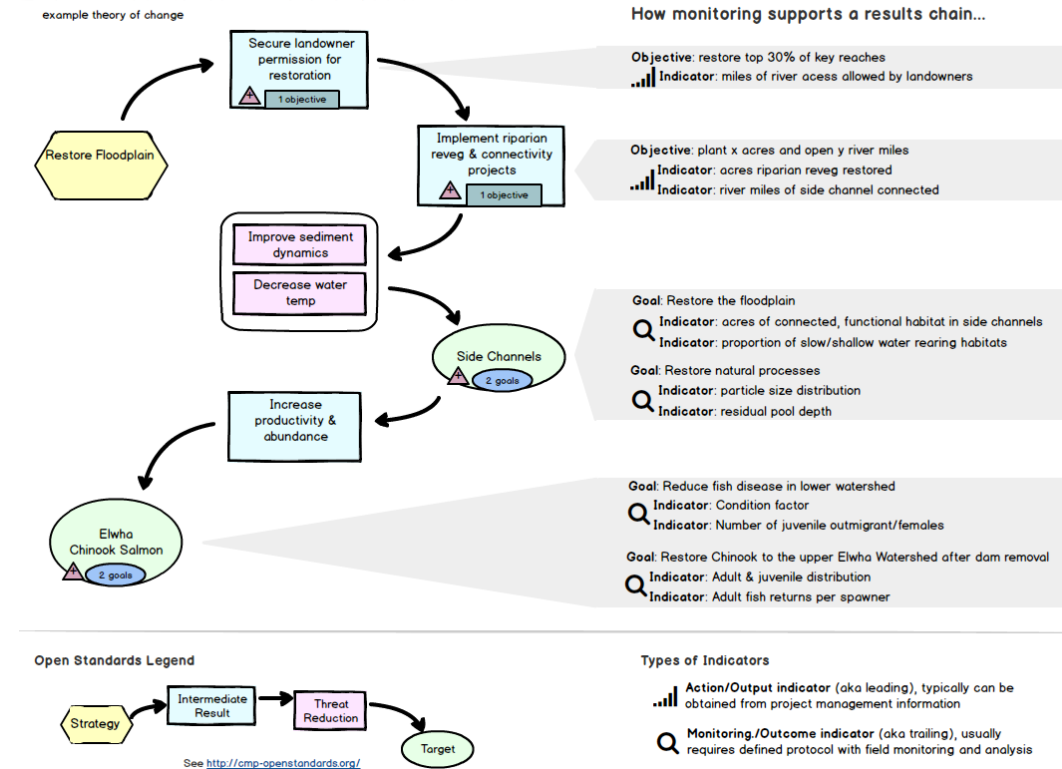 example theory of change
How monitoring supports a results chain...
Secure landowner
permission for
restoration
1 objective
Objective: restore top 30% of key reaches
Indicator: miles of river acess allowed by landowners
Restore Floodplain
Implement riparian
reveg & connectivity
projects
1 objective
Objective: plant x acres and open y river miles
Indicator: acres riparian reveg restored
Indicator: river miles of side channel connected
Improve sediment
dynamics
Decrease water
temp
Side Channels
2 goals
Goal: Restore the floodplain
Indicator: acres of connected, functional habitat in side channels
Indicator: proportion of slow/shallow water rearing habitats
Goal: Restore natural processes
Indicator: particle size distribution
Indicator: residual pool depth
Increase
productivity &
abundance
Elwha
Chinook Salmon
2 goals
Goal: Reduce fish disease in lower watershed
Indicator: Condition factor
Indicator: Number of juvenile outmigrant/females
Goal: Restore Chinook to the upper Elwha Watershed after dam removal
Indicator: Adult & juvenile distribution
Indicator: Adult fish returns per spawner
Open Standards Legend
Strategy
Intermediate
Result
Threat
Reduction
Target
See http://cmp-openstandards.org/
Types of Indicators
Action/Output indicator (aka leading), typically can be
obtained from project management information
Monitoring./Outcome indicator (aka trailing), usually
requires defined protocol with field monitoring and analysis